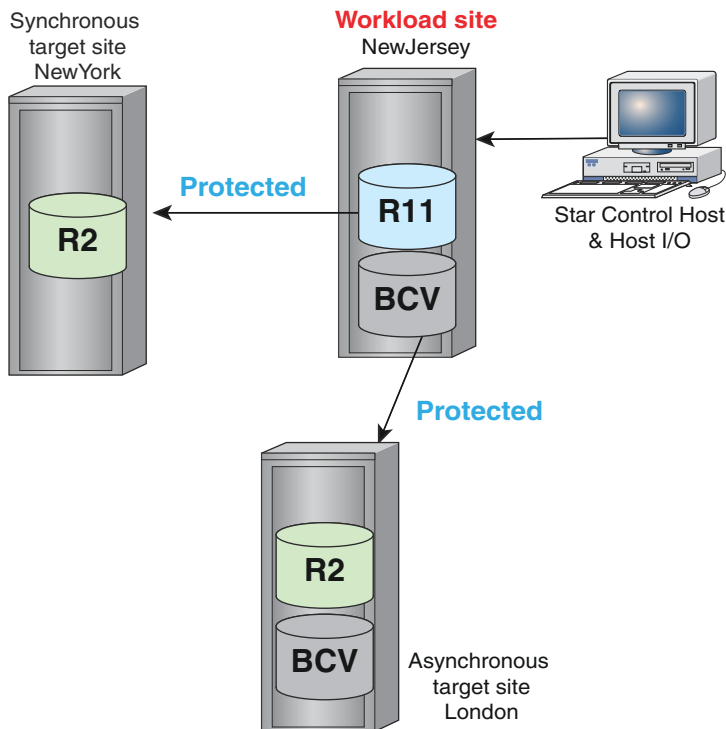 Synchronous
target site
NewYork
Workload site
NewJersey
Protected
R2
R11
BCV
Star Control Host
& Host I/O
Protected
R2
BCV
Asynchronous
target site
London